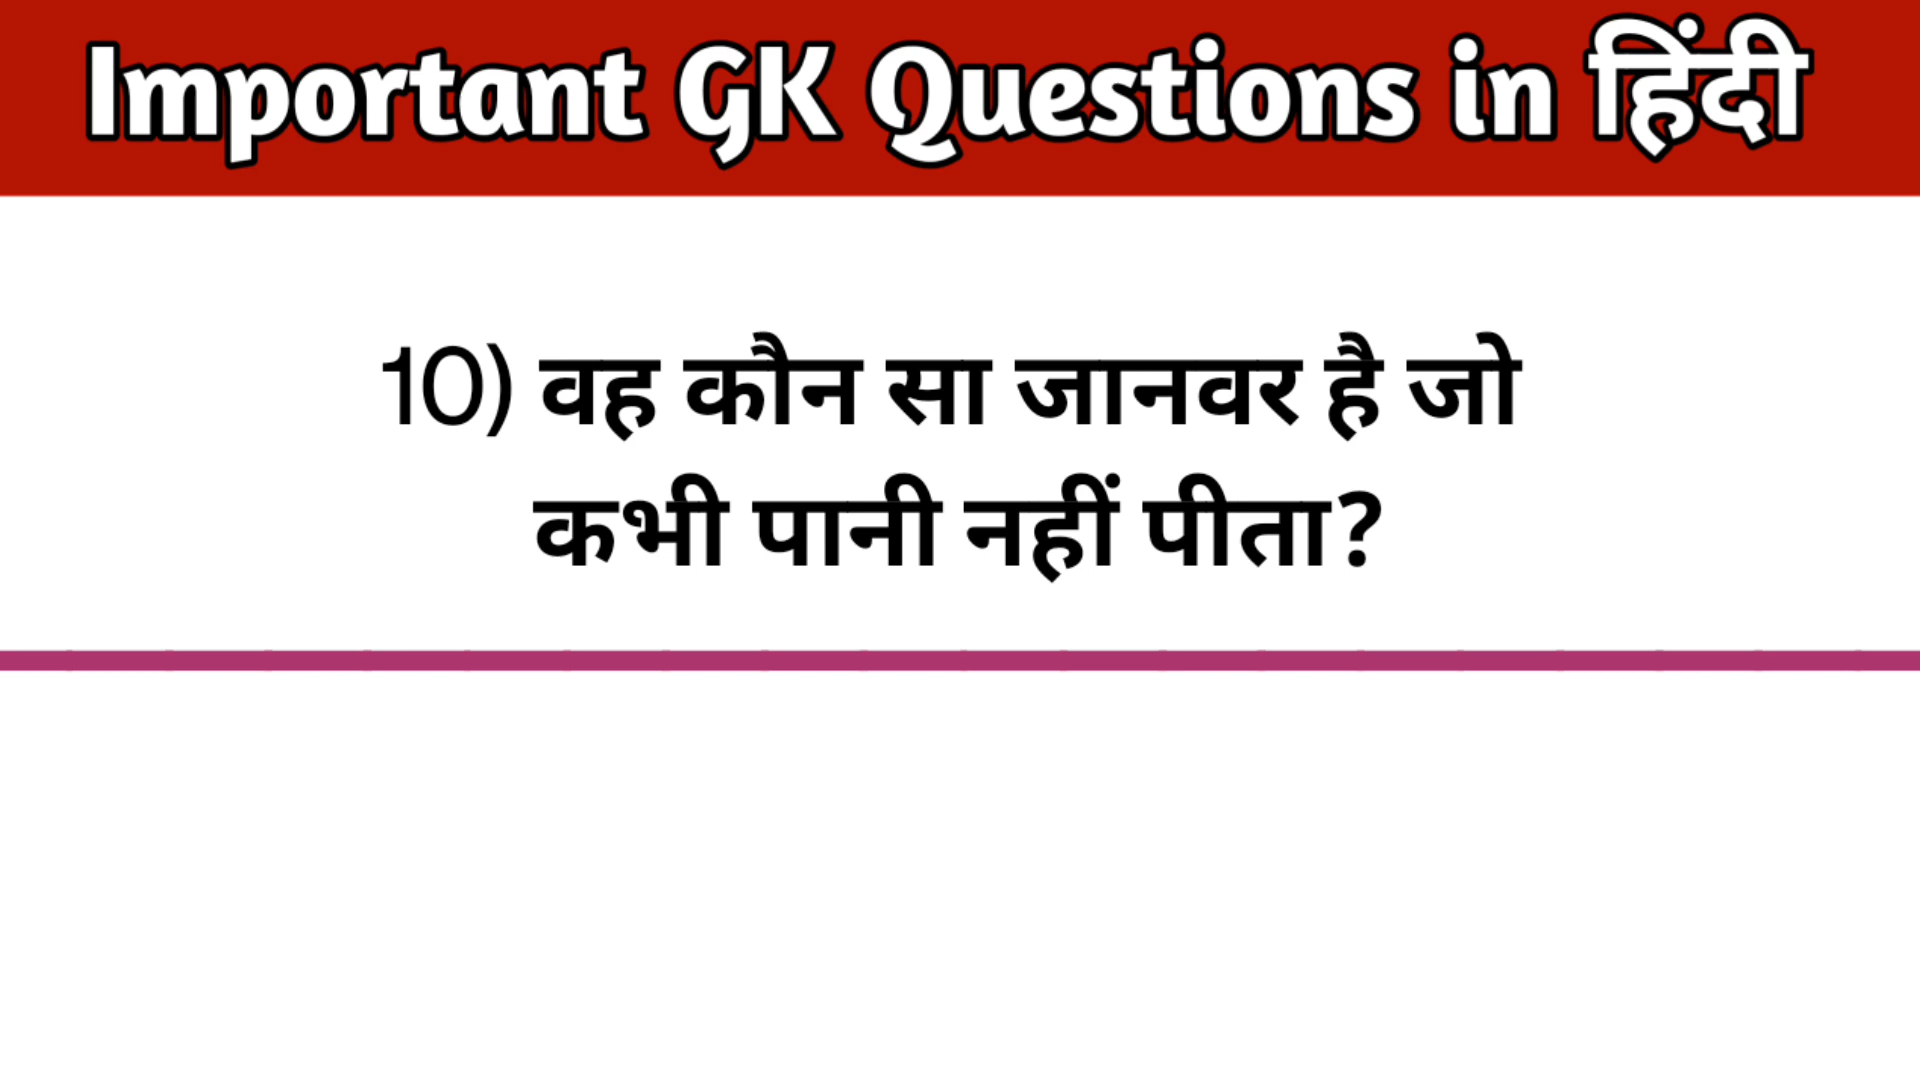 Important GK Questions in हिंदी
10) वह कौन सा जानवर है जो
कभी पानी नहीं पीता?